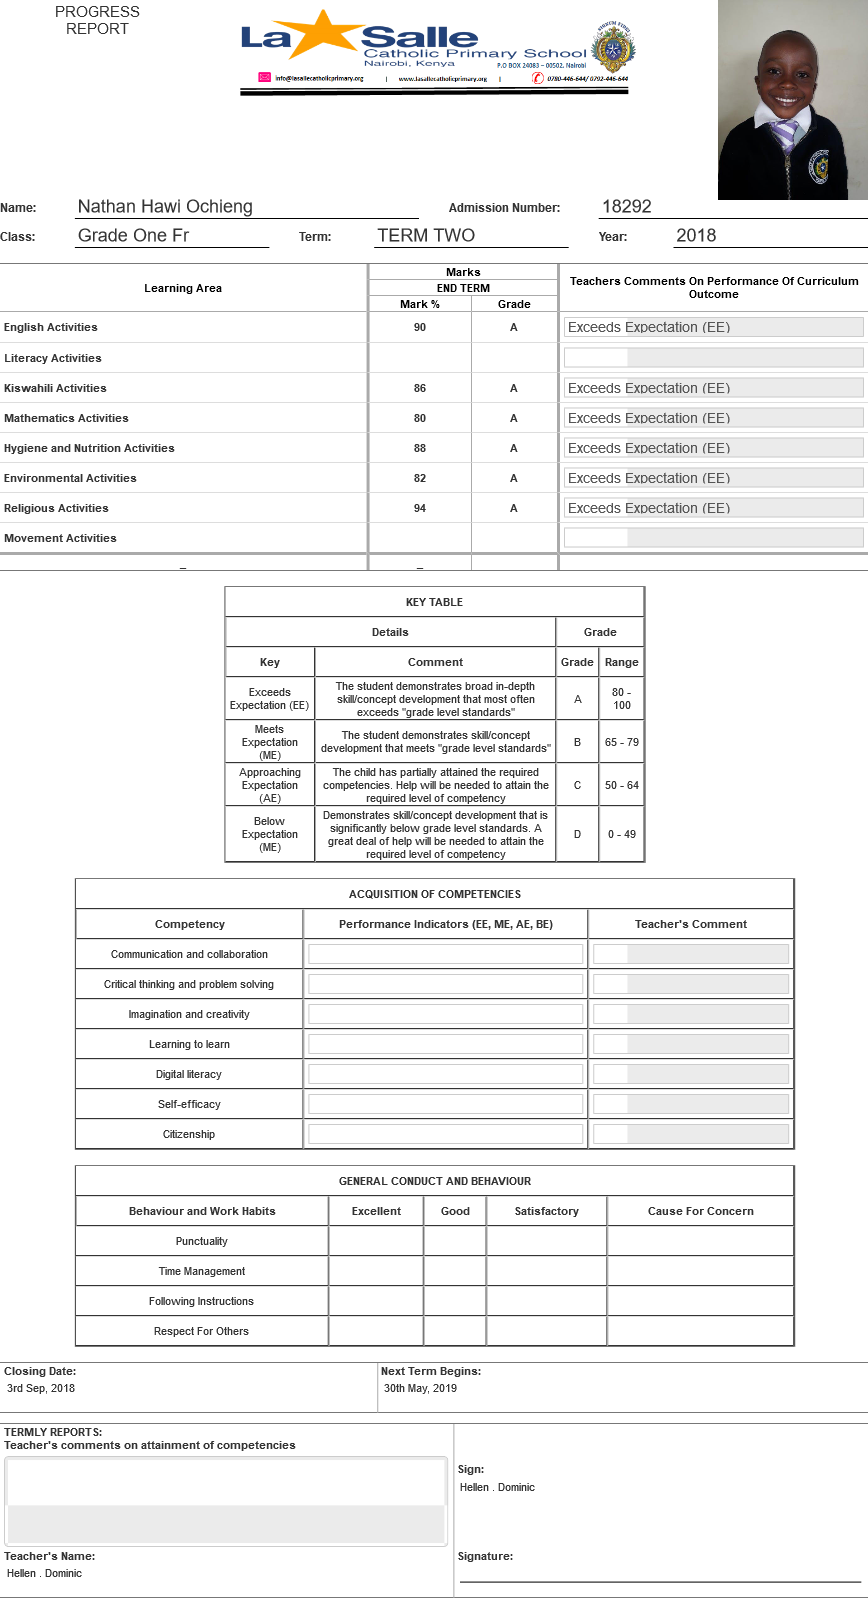 PROGRESS
REPORT
La Salle
Catholic Primary School
Nairobi, Kenya
P.O BOX 24083 – 00502, Nairobi
info@lasallecatholicprimary.org | www.lasallecatholicprimary.org | 0780-446-644/ 0792-446-644
Name: Nathan Hawi Ochieng Admission Number: 18292
Class: Grade One Fr Term: TERM TWO Year: 2018
Learning Area Marks Teachers Comments On Performance Of Curriculum Outcome
END TERM
Mark % Grade
English Activities 90 A Exceeds Expectation (EE)
Literacy Activities
Kiswahili Activities 86 A Exceeds Expectation (EE)
Mathematics Activities 80 A Exceeds Expectation (EE)
Hygiene and Nutrition Activities 88 A Exceeds Expectation (EE)
Environmental Activities 82 A Exceeds Expectation (EE)
Religious Activities 94 A Exceeds Expectation (EE)
Movement Activities
_ _
KEY TABLE
Details Grade
Key Comment Grade Range
Exceeds Expectation (EE) The student demonstrates broad in-depth skill/concept development that most often exceeds "grade level standards" A 80 - 100
Meets Expectation (ME) The student demonstrates skill/concept development that meets "grade level standards" B 65 - 79
Approaching Expectation (AE) The child has partially attained the required competencies. Help will be needed to attain the required level of competency C 50 - 64
Below Expectation (ME) Demonstrates skill/concept development that is significantly below grade level standards. A great deal of help will be needed to attain the required level of competency D 0 - 49
ACQUISITION OF COMPETENCIES
Competency Performance Indicators (EE, ME, AE, BE) Teacher's Comment
Communication and collaboration
Critical thinking and problem solving
Imagination and creativity
Learning to learn
Digital literacy
Self-efficacy
Citizenship
GENERAL CONDUCT AND BEHAVIOUR
Behaviour and Work Habits Excellent Good Satisfactory Cause For Concern
Punctuality
Time Management
Following Instructions
Respect For Others
Closing Date: Next Term Begins:
3rd Sep, 2018 30th May, 2019
TERMLY REPORTS:
Teacher's comments on attainment of competencies
Sign:
Hellen . Dominic
Teacher's Name: Signature:
Hellen . Dominic